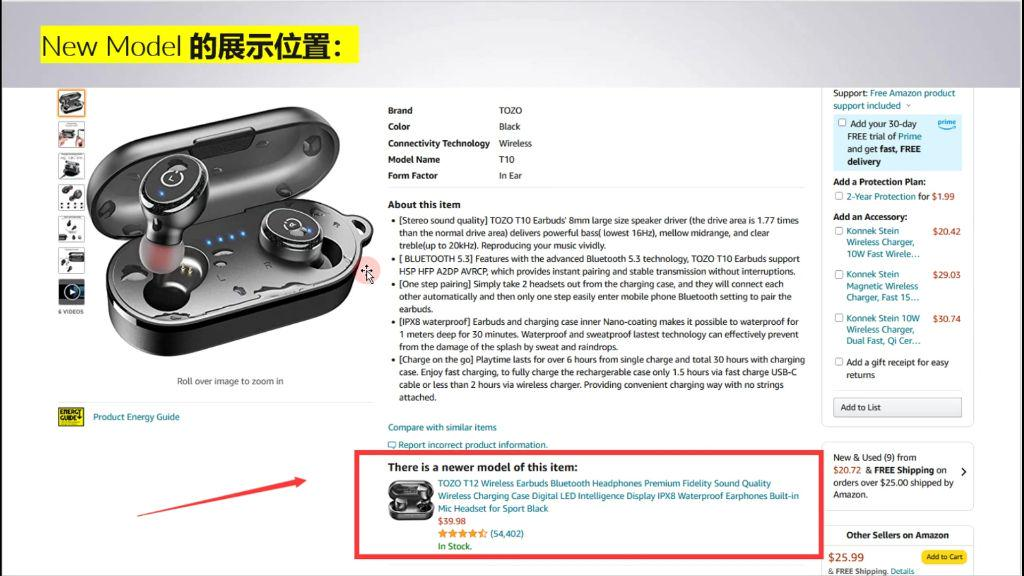 New Model 的展示位置：
6 VIDEOS
Roll over image to zoom in
ENERGY
GUIDE
Product Energy Guide
Brand TOZO
Color Black
Connectivity Technology Wireless
Model Name T10
Form Factor In Ear
About this item
• [Stereo sound quality] TOZO T10 Earbuds' 8mm large size speaker driver (the drive area is 1.77 times
than the normal drive area) delivers powerful bass( lowest 16Hz), mellow midrange, and clear
treble(up to 20kHz). Reproducing your music vividly.
• [ BLUETOOTH 5.3] Features with the advanced Bluetooth 5.3 technology, TOZO T10 Earbuds support
HSP HFP A2DP AVRCP, which provides instant pairing and stable transmission without interruptions.
• [One step pairing] Simply take 2 headsets out from the charging case, and they will connect each
other automatically and then only one step easily enter mobile phone Bluetooth setting to pair the
earbuds.
• [IPX8 waterproof] Earbuds and charging case inner Nano-coating makes it possible to waterproof for
1 meters deep for 30 minutes. Waterproof and sweatproof lastest technology can effectively prevent
from the damage of the splash by sweat and raindrops.
• [Charge on the go] Playtime lasts for over 6 hours from single charge and total 30 hours with charging
case. Enjoy fast charging, to fully charge the rechargeable case only 1.5 hours via fast charge USB-C
cable or less than 2 hours via wireless charger. Providing convenient charging way with no strings
attached.
Compare with similar items
Report incorrect product information.
There is a newer model of this item:
TOZO T12 Wireless Earbuds Bluetooth Headphones Premium Fidelity Sound Quality
Wireless Charging Case Digital LED Intelligence Display IPX8 Waterproof Earphones Built-in
Mic Headset for Sport Black
$39.98
(54,402)
In Stock.
Support: Free Amazon product
support included
Add your 30-day
FREE trial of Prime
and get fast, FREE
delivery
prime
Add a Protection Plan:
2-Year Protection for $1.99
Add an Accessory:
Konnek Stein $20.42
Wireless Charger,
10W Fast Wirele...
Konnek Stein $29.03
Magnetic Wireless
Charger, Fast 15...
Konnek Stein 10W $30.74
Wireless Charger,
Dual Fast, Qi Cer...
Add a gift receipt for easy
returns
Add to List
New & Used (9) from
$20.72 & FREE Shipping on
orders over $25.00 shipped by
Amazon.
Other Sellers on Amazon
$25.99 Add to Cart
& FREE Shipping. Details